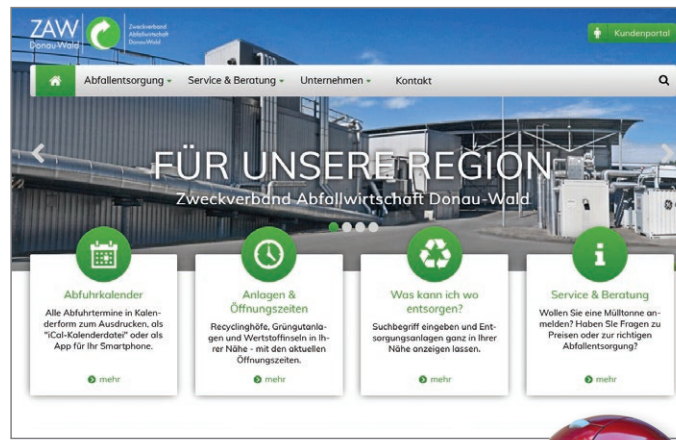 ZAW
Donau-Wald
Zweckverband
Abfallwirtschaft
Donau-Wald
Kundenportal
Abfallentsorgung Service & Beratung Unternehmen Kontakt
FÜR UNSERE REGION
Zweckverband Abfallwirtschaft Donau-Wald
Abfuhrkalender
Alle Abfuhrtermine in Kalen-
derform zum Ausdrucken, als
"iCal-Kalenderdatei" oder als
App für Ihr Smartphone.
mehr
Anlagen &
Öffnungszeiten
Recyclinghöfe, Grüngutanla-
gen und Wertstoffinseln in Ih-
rer Nähe - mit den aktuellen
Öffnungszeiten.
mehr
Was kann ich wo
entsorgen?
Suchbegriff eingeben und Ent-
sorgungsanlagen ganz in Ihrer
Nähe anzeigen lassen.
mehr
Service & Beratung
Wollen Sie eine Mülltonne an-
melden? Haben Sie Fragen zu
Preisen oder zur richtigen
Abfallentsorgung?
mehr